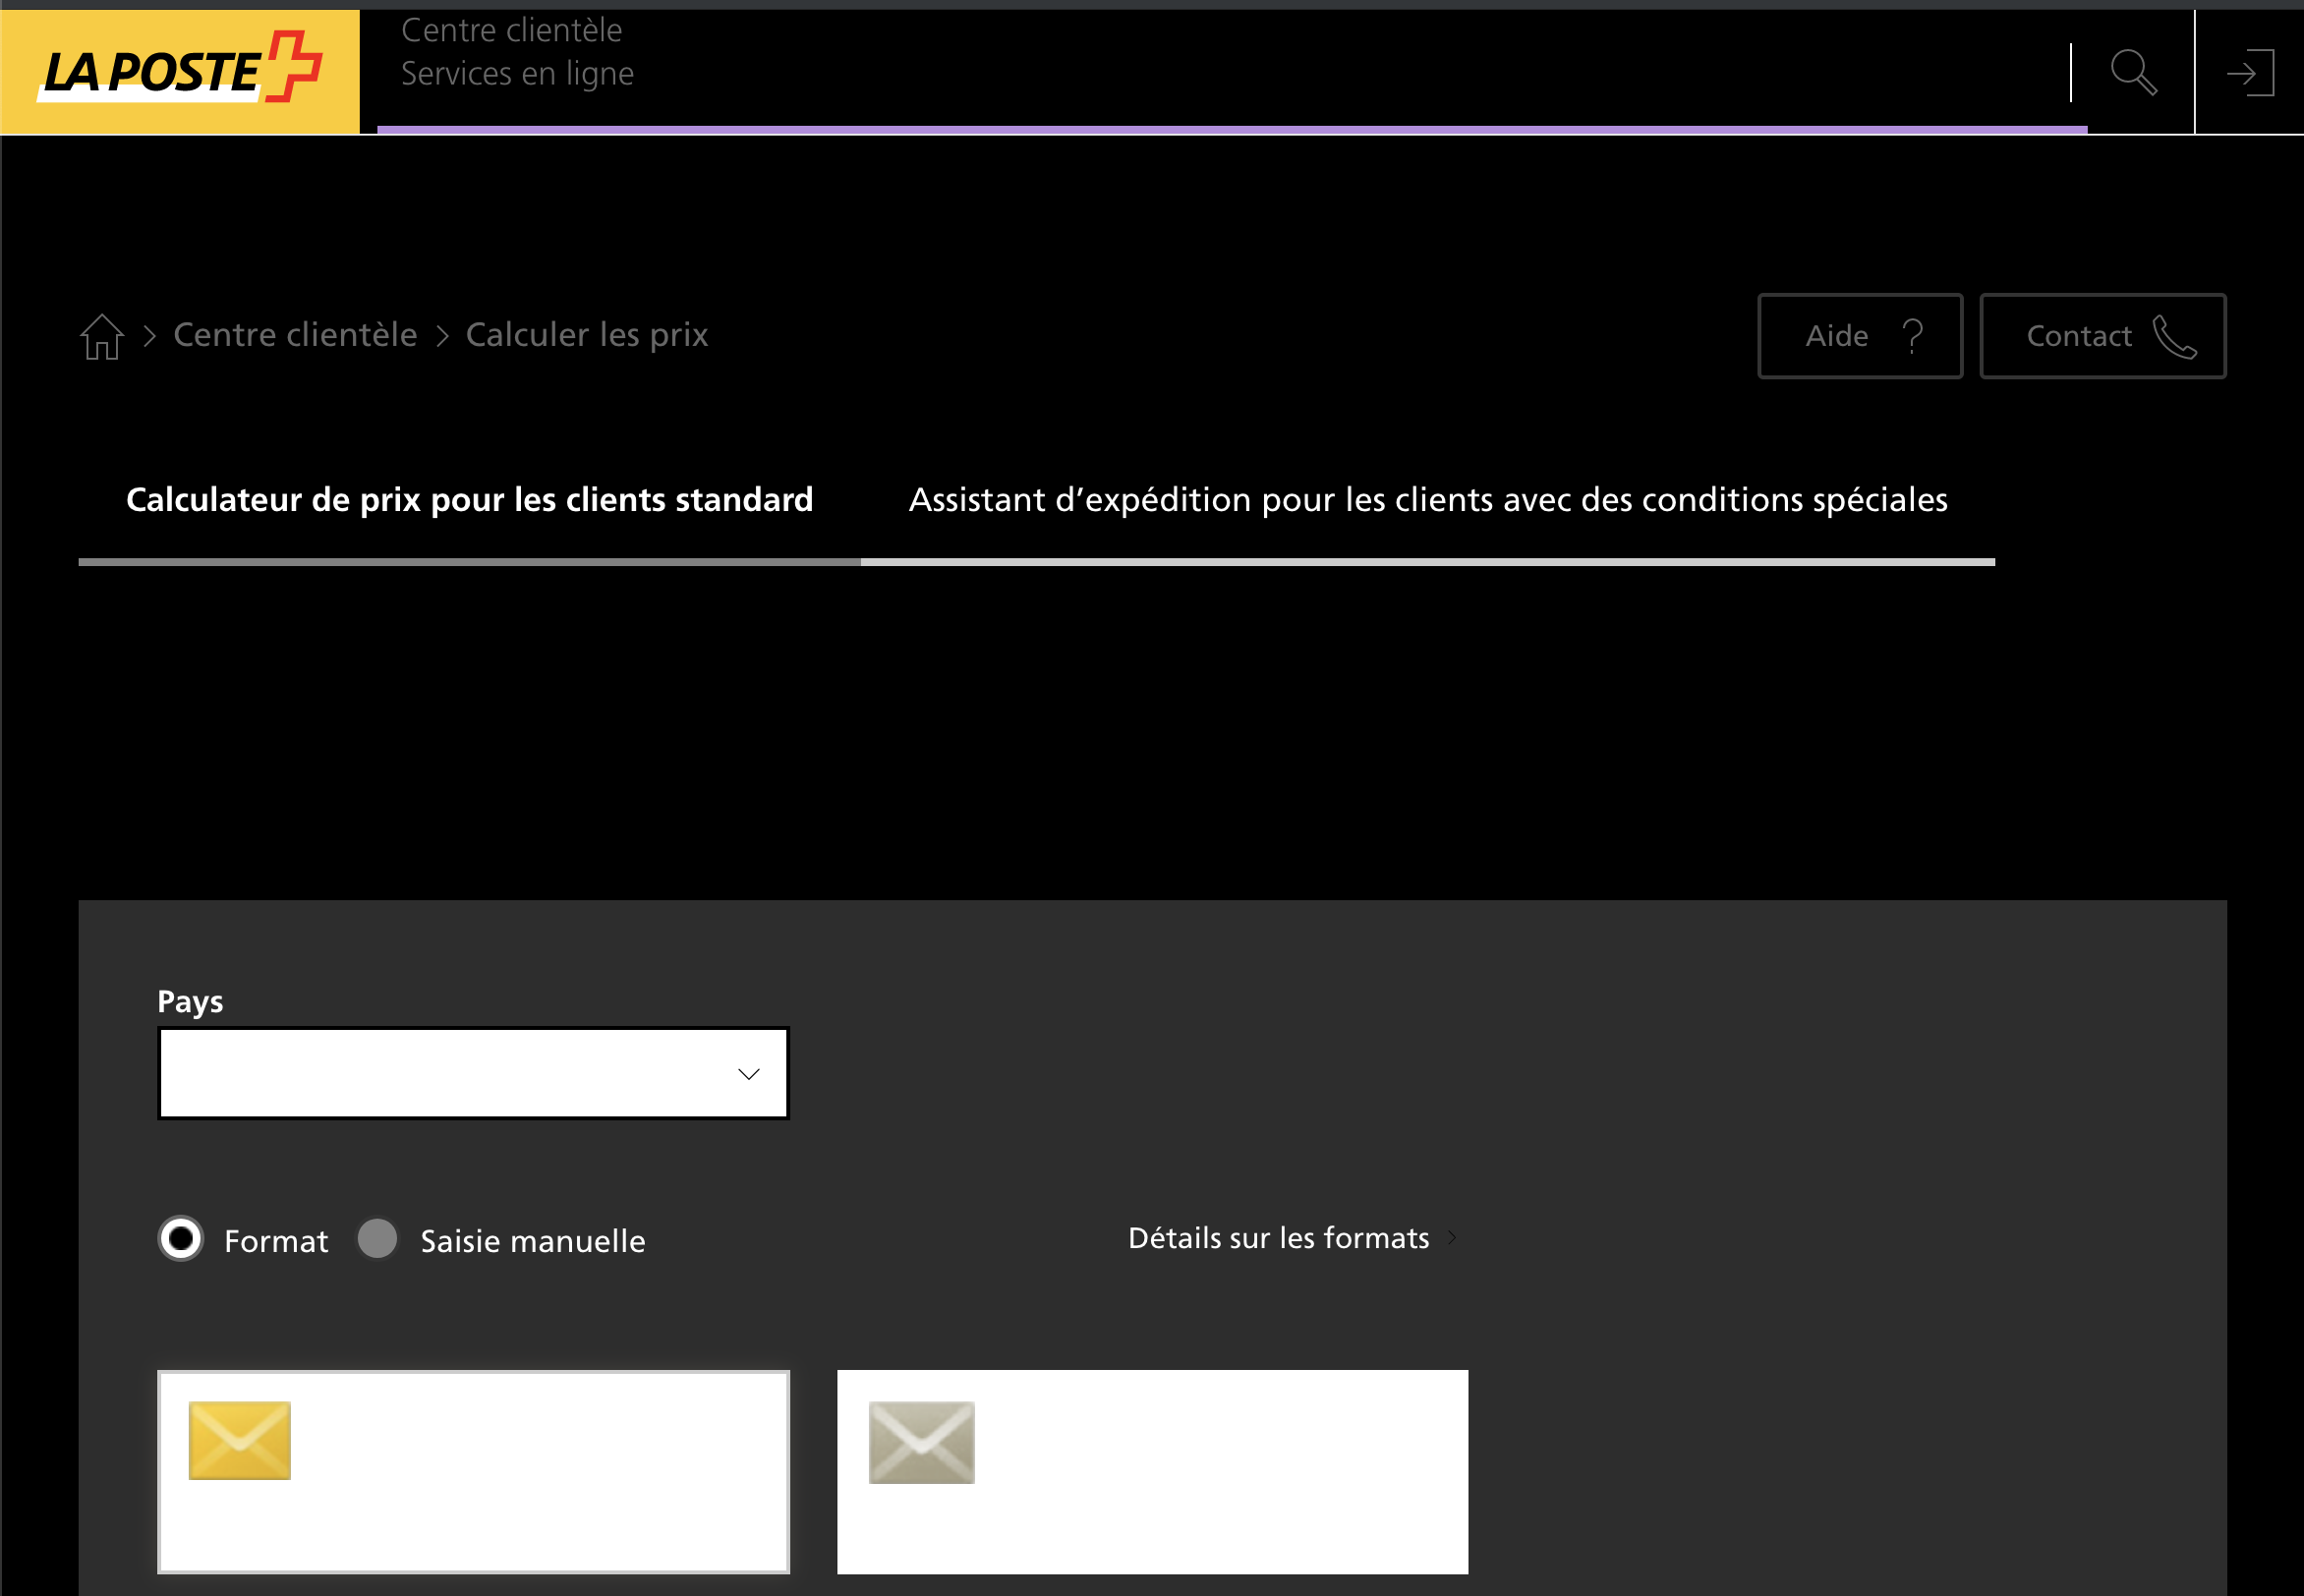 LA POSTE
Centre clientèle
Services en ligne
Centre clientèle
Calculer les prix
Aide ?
Contact
Calculateur de prix pour les clients standard
Assistant d’expédition pour les clients avec des conditions spéciales
Pays
Format
Saisie manuelle
Détails sur les formats